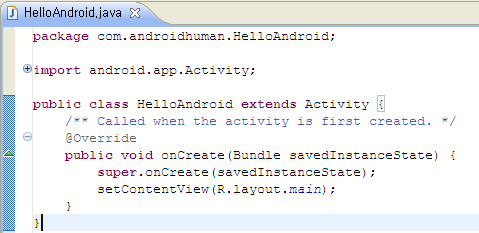 HelloAndroid.java
package com.androidhuman.HelloAndroid;
import android.app.Activity;
public class HelloAndroid extends Activity {
/** Called when the activity is first created. */
@Override
public void onCreate(Bundle savedInstanceState) {
super.onCreate(savedInstanceState);
setContentView(R.layout.main);
}
}